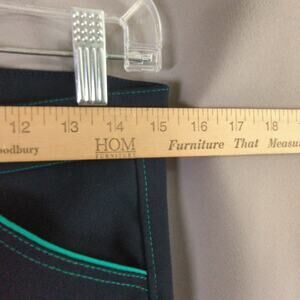 12 13 14 15 16 17 18
oodbury HOM Furniture That Measu
FURNITURE